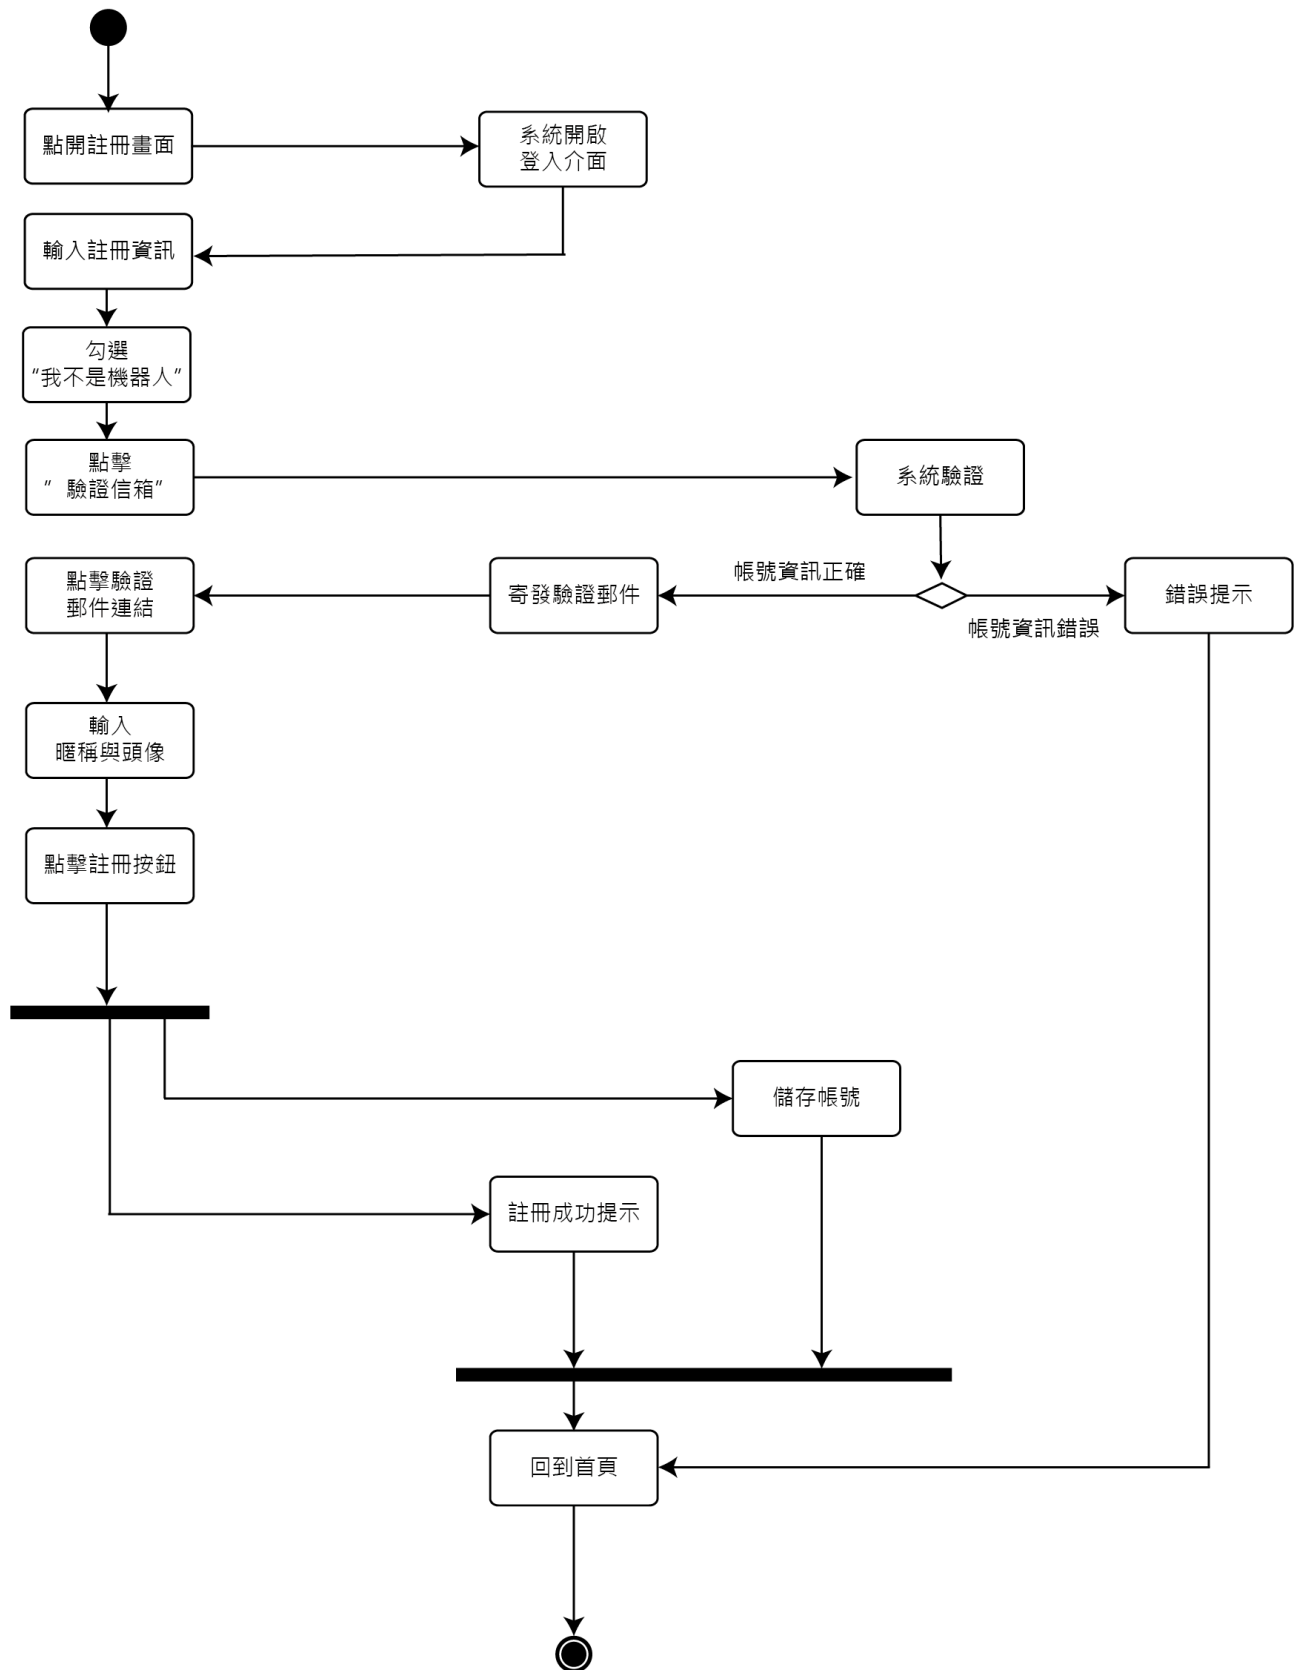 點開註冊畫面
系統開啟
登入介面
輸入註冊資訊
勾選
“我不是機器人”
點擊
”驗證信箱”
系統驗證
點擊驗證
郵件連結
寄發驗證郵件
帳號資訊正確
帳號資訊錯誤
錯誤提示
輸入
暱稱與頭像
點擊註冊按鈕
儲存帳號
註冊成功提示
回到首頁